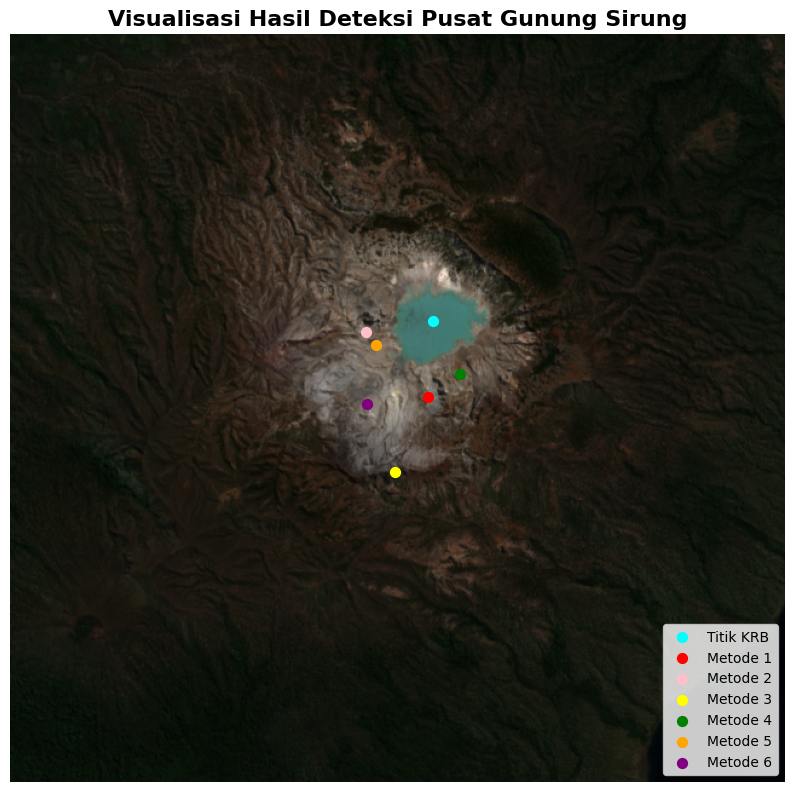 Visualisasi Hasil Deteksi Pusat Gunung Sirung
Titik KRB
Metode 1
Metode 2
Metode 3
Metode 4
Metode 5
Metode 6